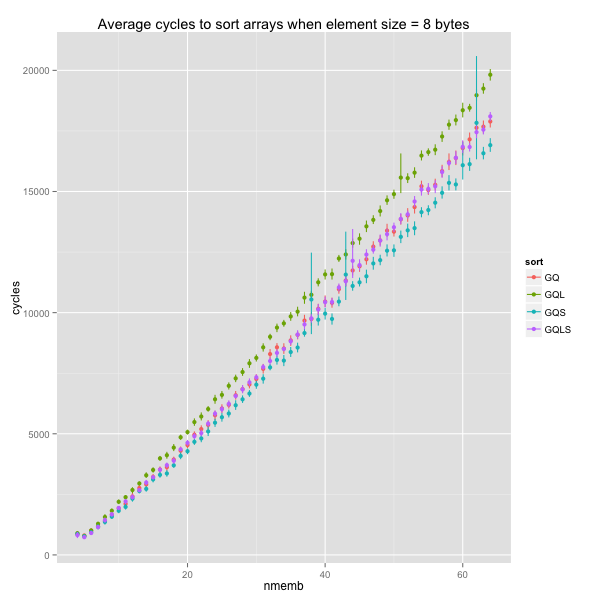 Average cycles to sort arrays when element size = 8 bytes
20000
15000
10000
5000
0
cycles
20
40
60
nmemb
sort
GQ
GQL
GQS
GQLS